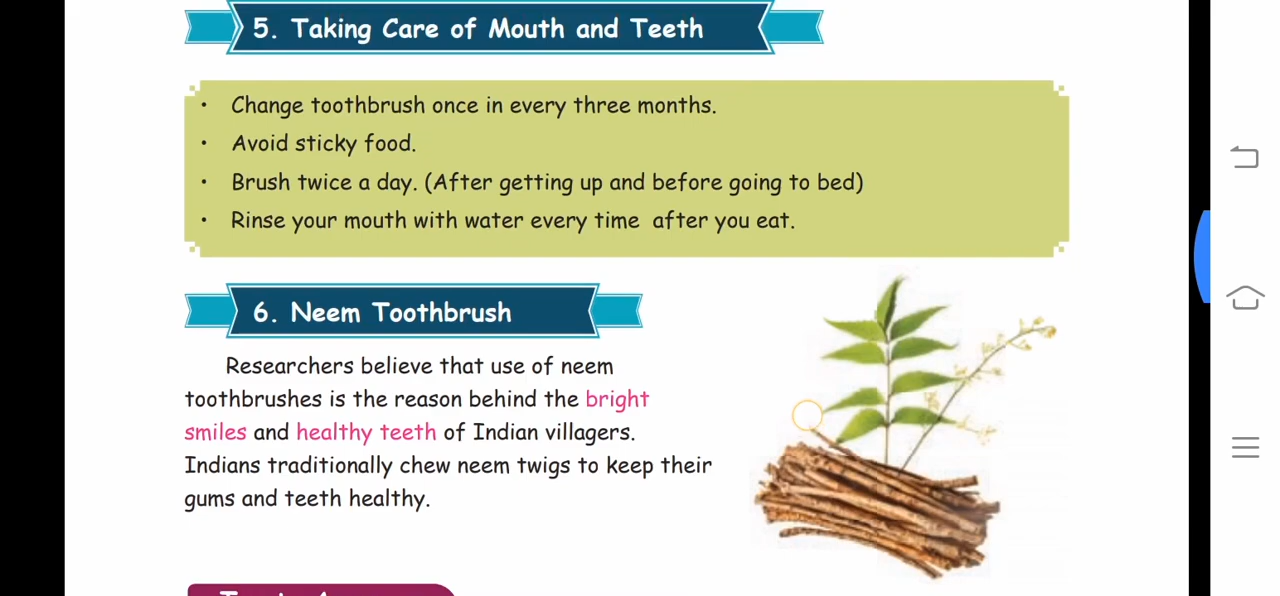 5. Taking Care of Mouth and Teeth
• Change toothbrush once in every three months.
• Avoid sticky food.
• Brush twice a day. (After getting up and before going to bed)
• Rinse your mouth with water every time after you eat.
6. Neem Toothbrush
Researchers believe that use of neem
toothbrushes is the reason behind the bright
smiles and healthy teeth of Indian villagers.
Indians traditionally chew neem twigs to keep their
gums and teeth healthy.